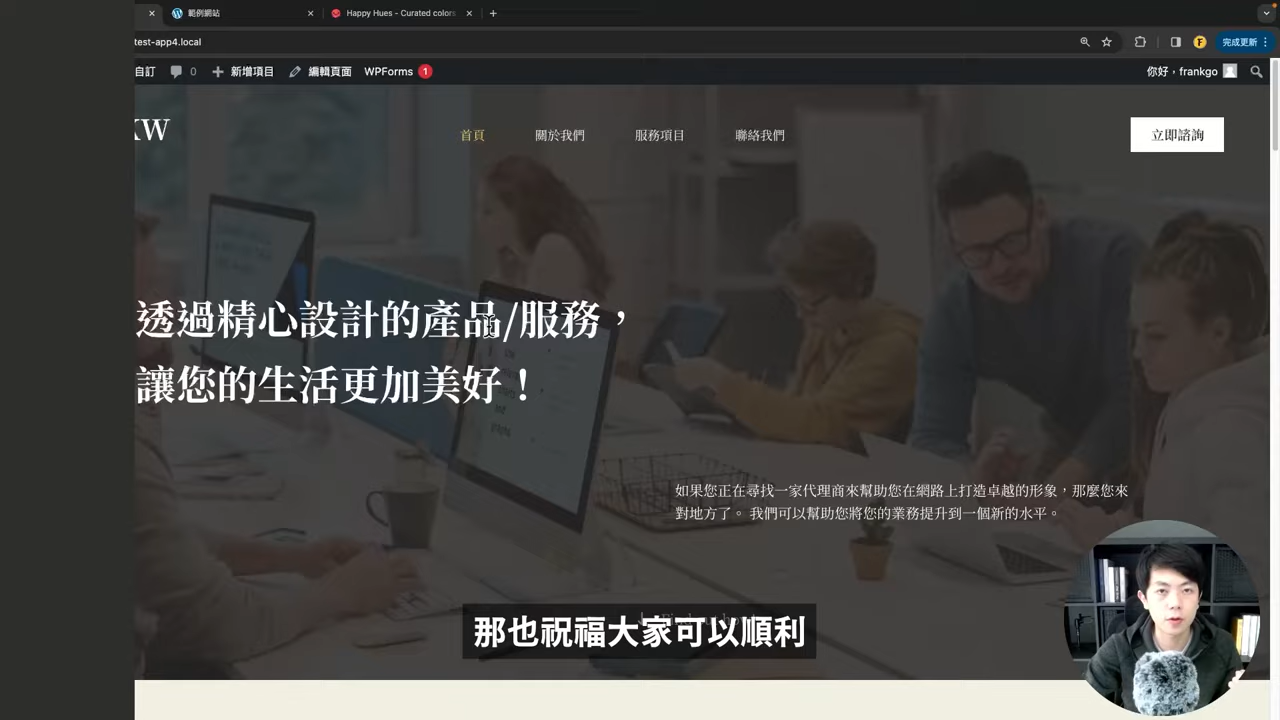 範例網站
Happy Hues - Curated colors
test-app4.local
完成更新
自訂
0
新增項目
編輯頁面
WPForms
1
你好，frankgo
KW
首頁
關於我們
服務項目
聯絡我們
立即諮詢
透過精心設計的產品/服務，
讓您的生活更加美好！
如果您正在尋找一家代理商來幫助您在網路上打造卓越的形象，那麼您來
對地方了。 我們可以幫助您將您的業務提升到一個新的水平。
那也祝福大家可以順利